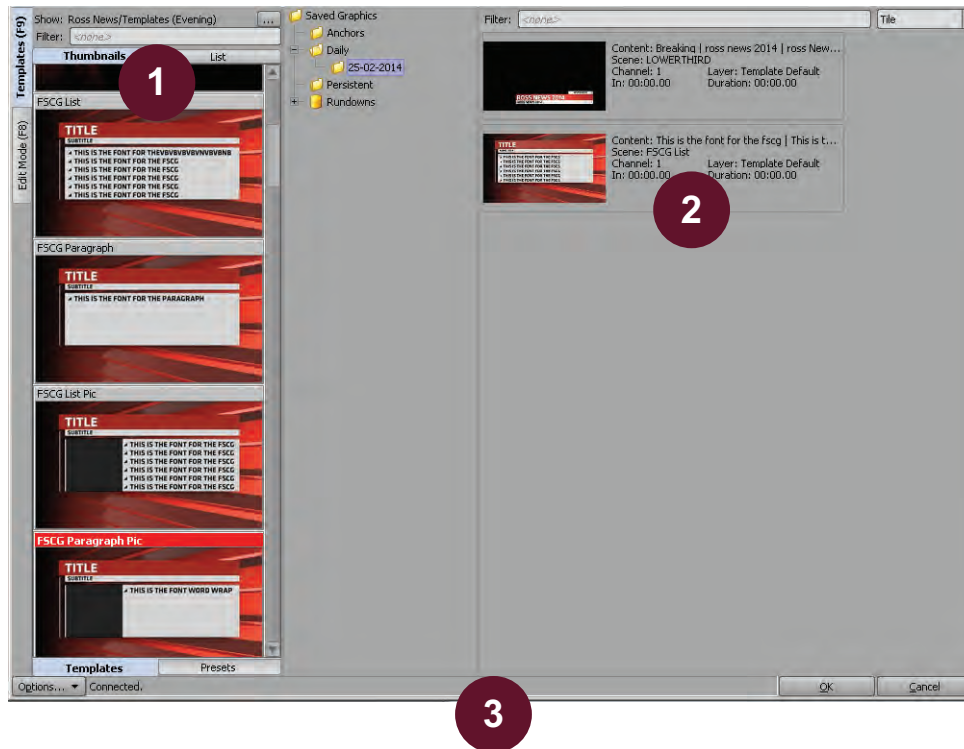 Templates (F9)
Edit Mode (F8)
Show: Ross News/Templates (Evening) ...
Filter: <none>
Thumbnails List
1
FSCG List
TITLE
SUBTITLE
THIS IS THE FONT FOR THEVBVBVBVBVNVBVBNB
THIS IS THE FONT FOR THE FSCG
THIS IS THE FONT FOR THE FSCG
THIS IS THE FONT FOR THE FSCG
THIS IS THE FONT FOR THE FSCG
THIS IS THE FONT FOR THE FSCG
FSCG Paragraph
TITLE
SUBTITLE
THIS IS THE FONT FOR THE PARAGRAPH
FSCG List Pic
TITLE
SUBTITLE
THIS IS THE FONT FOR THE FSCG
THIS IS THE FONT FOR THE FSCG
THIS IS THE FONT FOR THE FSCG
THIS IS THE FONT FOR THE FSCG
THIS IS THE FONT FOR THE FSCG
THIS IS THE FONT FOR THE FSCG
FSCG Paragraph Pic
TITLE
SUBTITLE
THIS IS THE FONT WORD WRAP
Templates Presets
Saved Graphics
Anchors
Daily
25-02-2014
Persistent
Rundowns
Filter: <none> Tile
ROSS NEWS TITLE
Content: Breaking | ross news 2014 | ross New...
Scene: LOWERTHIRD
Channel: 1 Layer: Template Default
In: 00:00.00 Duration: 00:00.00
TITLE
Content: This is the font for the fscg | This is t...
Scene: FSCG List
Channel: 1 Layer: Template Default
In: 00:00.00 Duration: 00:00.00
2
Options... Connected.
OK Cancel
3